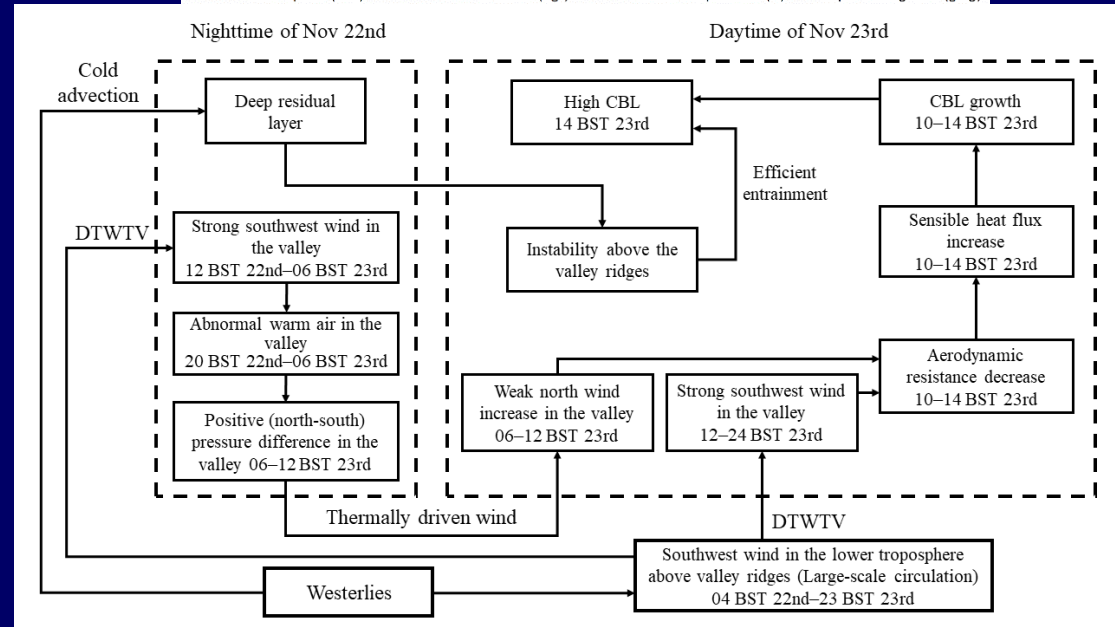 Nighttime of Nov 22nd
Daytime of Nov 23rd
Cold
advection
Deep residual
layer
High CBL
14 BST 23rd
CBL growth
10–14 BST 23rd
Efficient
entrainment
DTWTV
Strong southwest wind in
the valley
12 BST 22nd–06 BST 23rd
Instability above the
valley ridges
Sensible heat flux
increase
10–14 BST 23rd
Abnormal warm air in the
valley
20 BST 22nd–06 BST 23rd
Aerodynamic
resistance decrease
10–14 BST 23rd
Weak north wind
increase in the valley
06–12 BST 23rd
Strong southwest wind
in the valley
12–24 BST 23rd
Positive (north-south)
pressure difference in the
valley 06–12 BST 23rd
Thermally driven wind
DTWTV
Southwest wind in the lower troposphere
above valley ridges (Large-scale circulation)
04 BST 22nd–23 BST 23rd
Westerlies